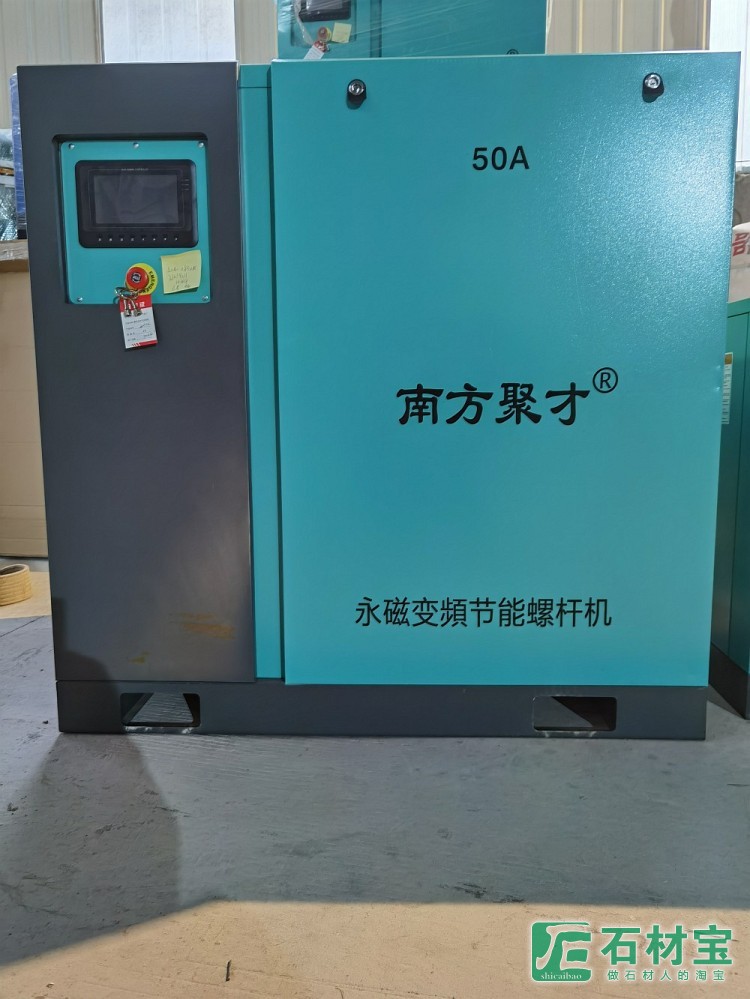 50A
南方聚才®
永磁变頻节能螺杆机
石材宝
shicaibao
做石材人的淘宝